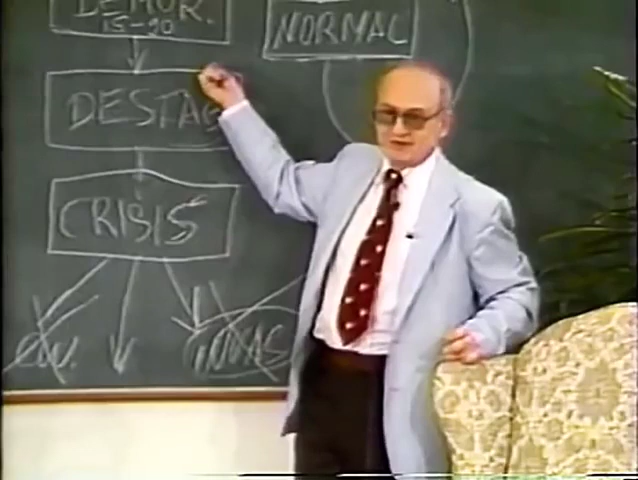 DEMOR.
15-20
NORMAL
DESTAB
CRISIS